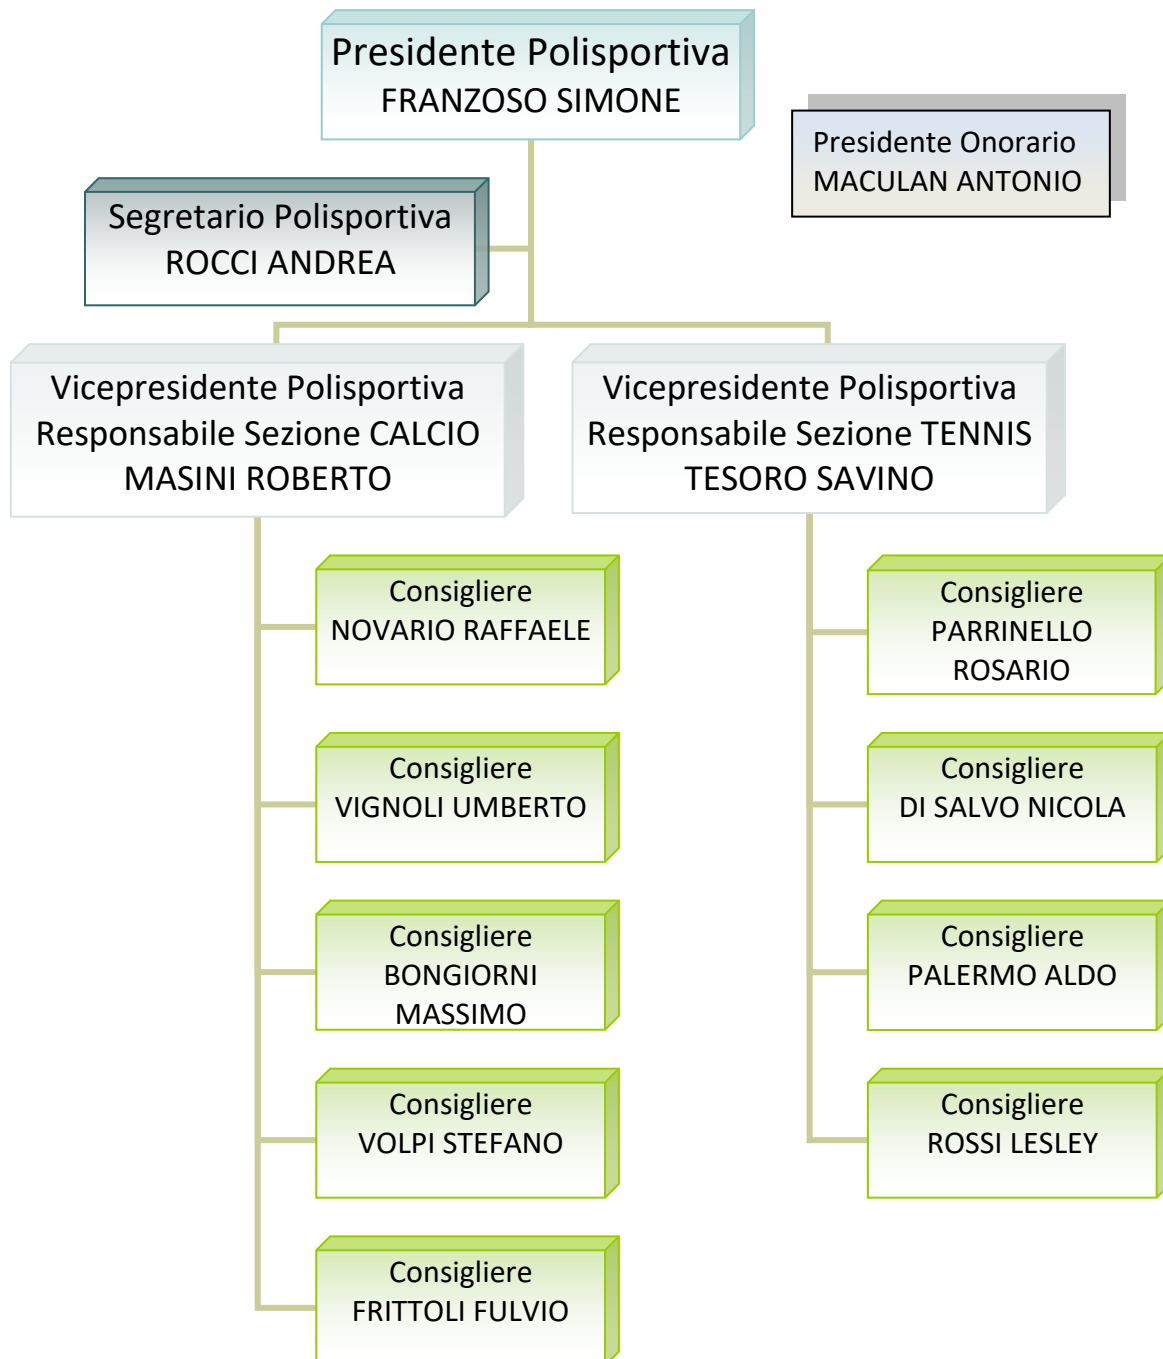 Presidente Polisportiva
FRANZOSO SIMONE
Presidente Onorario
MACULAN ANTONIO
Segretario Polisportiva
ROCCI ANDREA
Vicepresidente Polisportiva
Responsabile Sezione CALCIO
MASINI ROBERTO
Vicepresidente Polisportiva
Responsabile Sezione TENNIS
TESORO SAVINO
Consigliere
NOVARIO RAFFAELE
Consigliere
VIGNOLI UMBERTO
Consigliere
BONGIORNI
MASSIMO
Consigliere
VOLPI STEFANO
Consigliere
FRITTOLI FULVIO
Consigliere
PARRINELLO
ROSARIO
Consigliere
DI SALVO NICOLA
Consigliere
PALERMO ALDO
Consigliere
ROSSI LESLEY